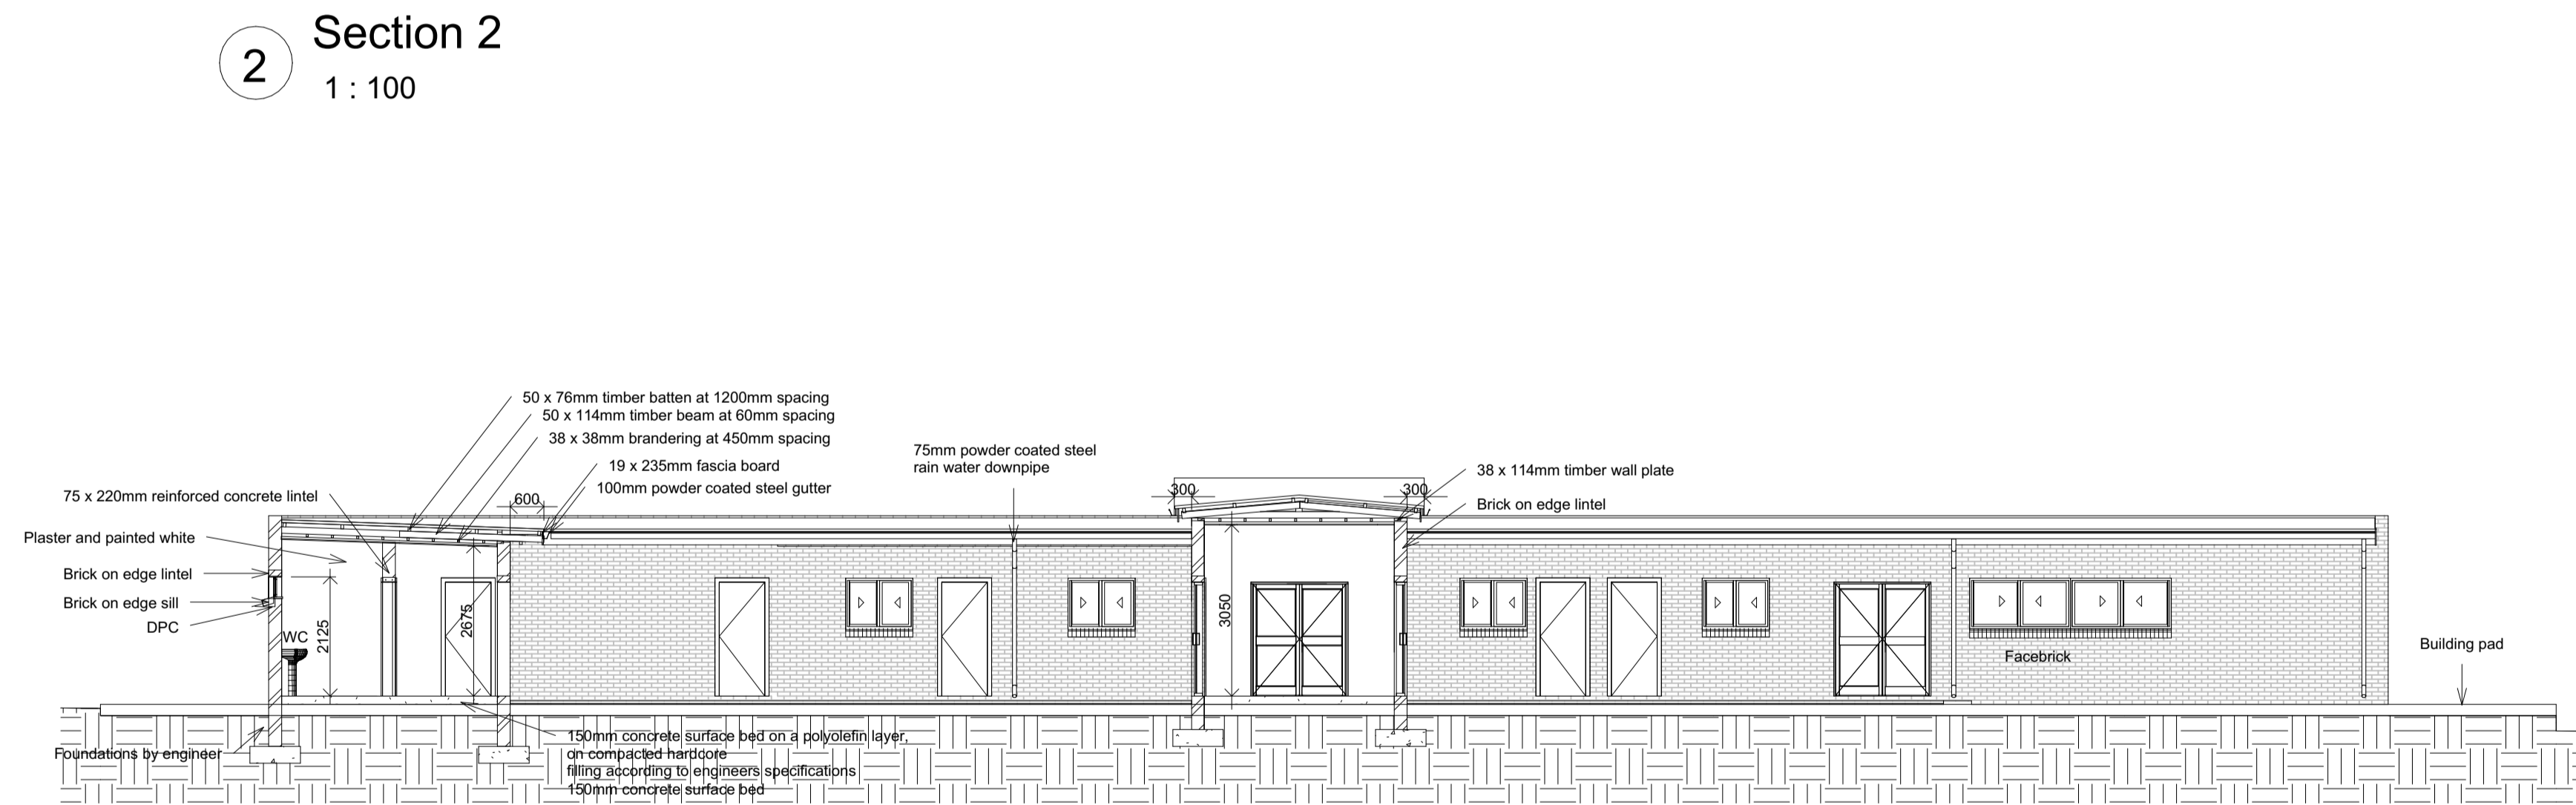 2
Section 2
1 : 100
50 x 76mm timber batten at 1200mm spacing
50 x 114mm timber beam at 60mm spacing
38 x 38mm brandering at 450mm spacing
19 x 235mm fascia board
100mm powder coated steel gutter
600
75 x 220mm reinforced concrete lintel
Plaster and painted white
Brick on edge lintel
Brick on edge sill
DPC
WC
2125
2675
75mm powder coated steel
rain water downpipe
300
300
3050
38 x 114mm timber wall plate
Brick on edge lintel
Facebrick
Building pad
Foundations by engineer
150mm concrete surface bed on a polyolefin layer,
on compacted hardcore
filling according to engineers specifications
150mm concrete surface bed